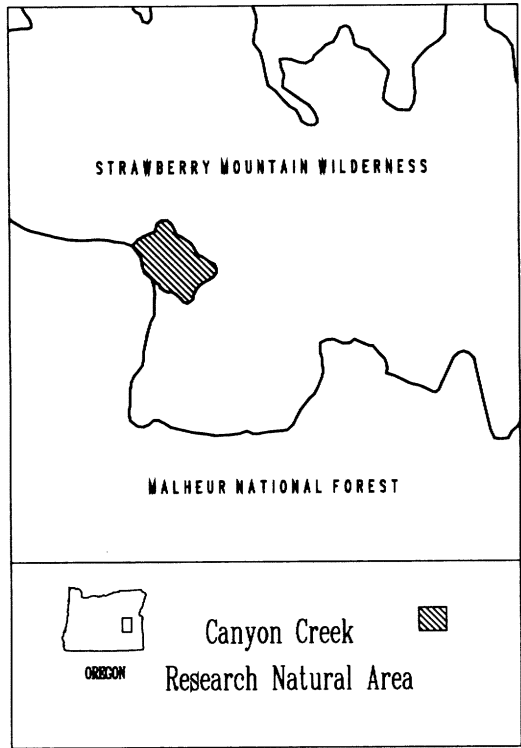 STRAWBERRY MOUNTAIN WILDERNESS
MALHEUR NATIONAL FOREST
OREGON
Canyon Creek
Research Natural Area